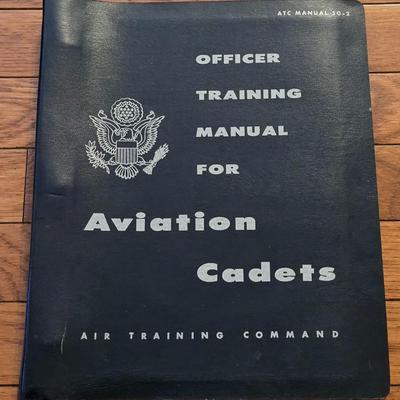 ATC MANUAL 50-2
OFFICER
TRAINING
MANUAL
FOR
Aviation
Cadets
AIR TRAINING COMMAND